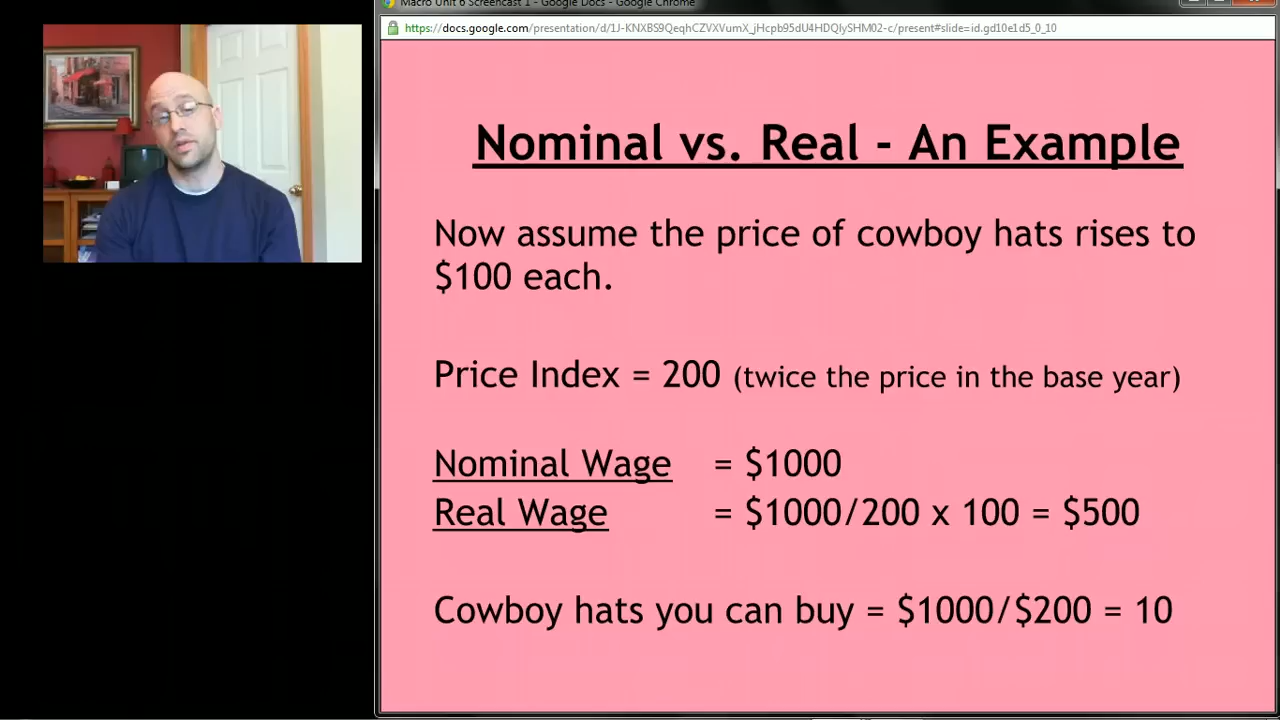 Macro Unit 6 Screencast 1 - Google Docs - Google Chrome
https://docs.google.com/presentation/d/1J-KNXBS9QeqhCZVXVumX_jHcpb95dU4HDQIySHM02-c/present#slide=id.gd10e1d5_0_10
Nominal vs. Real - An Example
Now assume the price of cowboy hats rises to
$100 each.
Price Index = 200 (twice the price in the base year)
Nominal Wage = $1000
Real Wage = $1000/200 x 100 = $500
Cowboy hats you can buy = $1000/$200 = 10